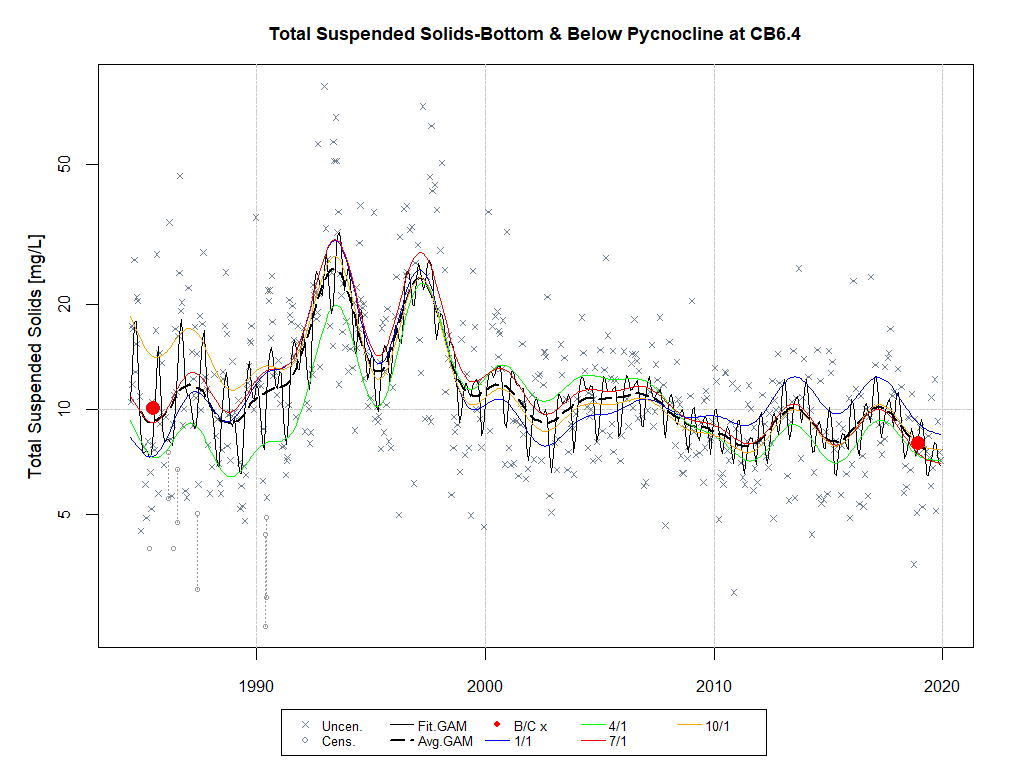 Total Suspended Solids-Bottom & Below Pycnocline at CB6.4
Total Suspended Solids [mg/L]
50
20
10
5
1990 2000 2010 2020
Uncen. Fit.GAM B/C x 4/1 10/1
Cens. Avg.GAM 1/1 7/1